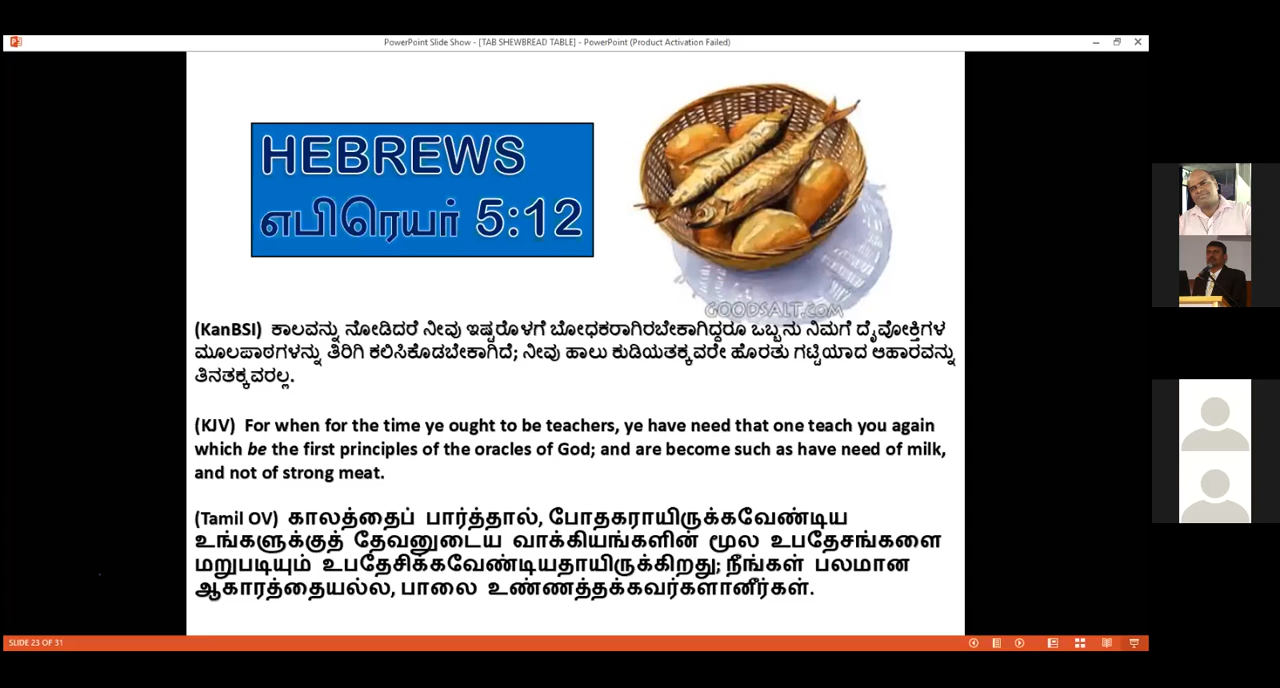 PowerPoint Slide Show - [TAB SHEWBREAD TABLE] - PowerPoint (Product Activation Failed)
HEBREWS
எபிரெயர் 5:12
GOODSALT.COM
(KanBSI) ಕಾಲವನ್ನು ನೋಡಿದರೆ ನೀವು ಇಷ್ಟರೊಳಗೆ ಬೋಧಕರಾಗಿರಬೇಕಾಗಿದ್ದರೂ ಒಬ್ಬನು ನಿಮಗೆ ದೈವೋಕ್ತಿಗಳ
ಮೂಲಪಾಠಗಳನ್ನು ತಿರಿಗಿ ಕಲಿಸಿಕೊಡಬೇಕಾಗಿದೆ; ನೀವು ಹಾಲು ಕುಡಿಯತಕ್ಕವರೇ ಹೊರತು ಗಟ್ಟಿಯಾದ ಆಹಾರವನ್ನು
ತಿನತಕ್ಕವರಲ್ಲ.
(KJV) For when for the time ye ought to be teachers, ye have need that one teach you again
which be the first principles of the oracles of God; and are become such as have need of milk,
and not of strong meat.
(Tamil OV) காலத்தைப் பார்த்தால், போதகராயிருக்கவேண்டிய
உங்களுக்குத் தேவனுடைய வாக்கியங்களின் மூல உபதேசங்களை
மறுபடியும் உபதேசிக்கவேண்டியதாயிருக்கிறது; நீங்கள் பலமான
ஆகாரத்தையல்ல, பாலை உண்ணத்தக்கவர்களானீர்கள்.
SLIDE 23 OF 31